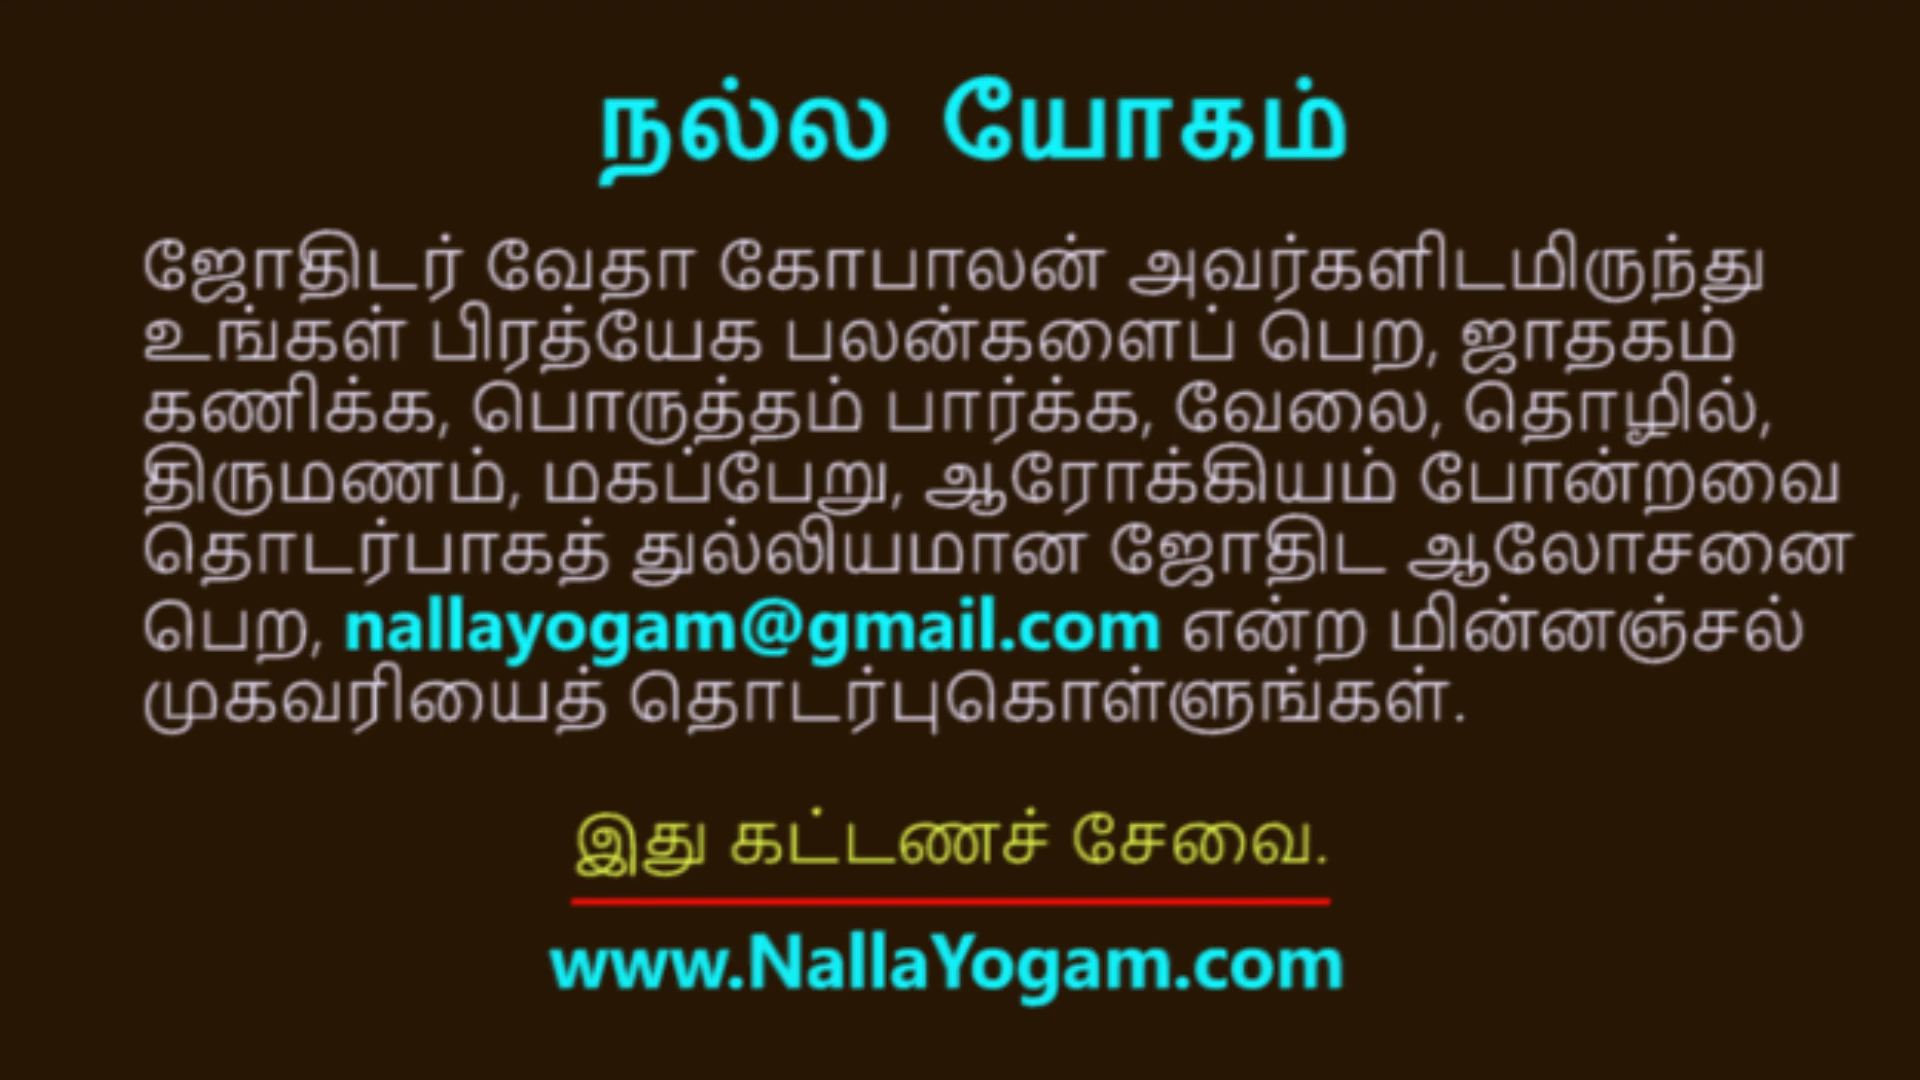 நல்ல யோகம்
ஜோதிடர் வேதா கோபாலன் அவர்களிடமிருந்து
உங்கள் பிரத்யேக பலன்களைப் பெற, ஜாதகம்
கணிக்க, பொருத்தம் பார்க்க, வேலை, தொழில்,
திருமணம், மகப்பேறு, ஆரோக்கியம் போன்றவை
தொடர்பாகத் துல்லியமான ஜோதிட ஆலோசனை
பெற, nallayogam@gmail.com என்ற மின்னஞ்சல்
முகவரியைத் தொடர்புகொள்ளுங்கள்.
இது கட்டணச் சேவை.
www.NallaYogam.com